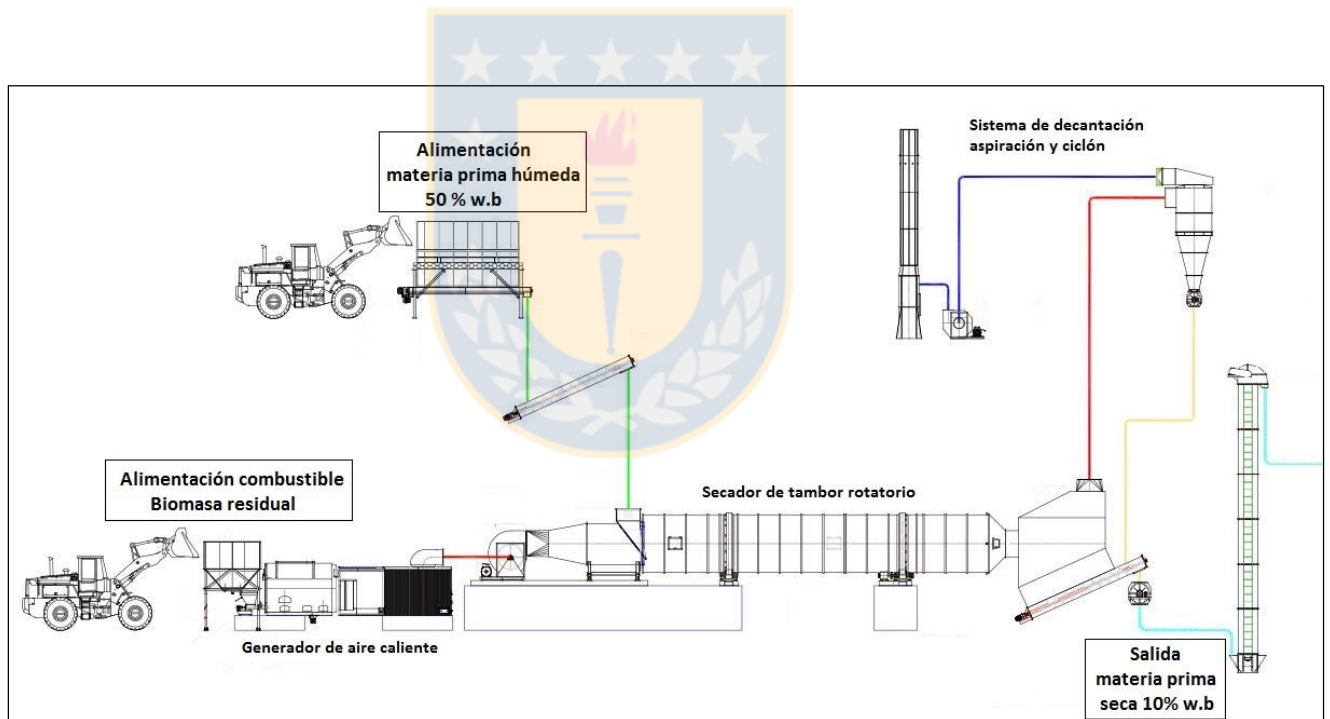 Sistema de decantación
aspiración y ciclón
Alimentación
materia prima húmeda
50 % w.b
Alimentación combustible
Biomasa residual
Secador de tambor rotatorio
Generador de aire caliente
Salida
materia prima
seca 10% w.b